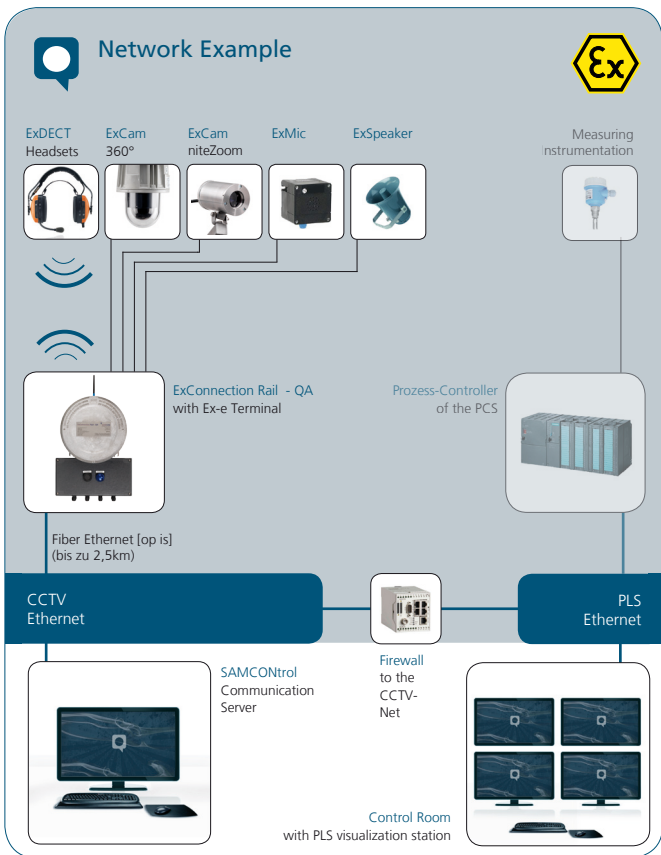 Network Example
Ex
ExDECT
Headsets
ExCam
360°
ExCam
niteZoom
ExMic
ExSpeaker
Measuring
Instrumentation
ExConnection Rail - QA
with Ex-e Terminal
Prozess-Controller
of the PCS
Fiber Ethernet [op is]
(bis zu 2,5km)
CCTV
Ethernet
PLS
Ethernet
SAMCONtrol
Communication
Server
Firewall
to the
CCTV-
Net
Control Room
with PLS visualization station